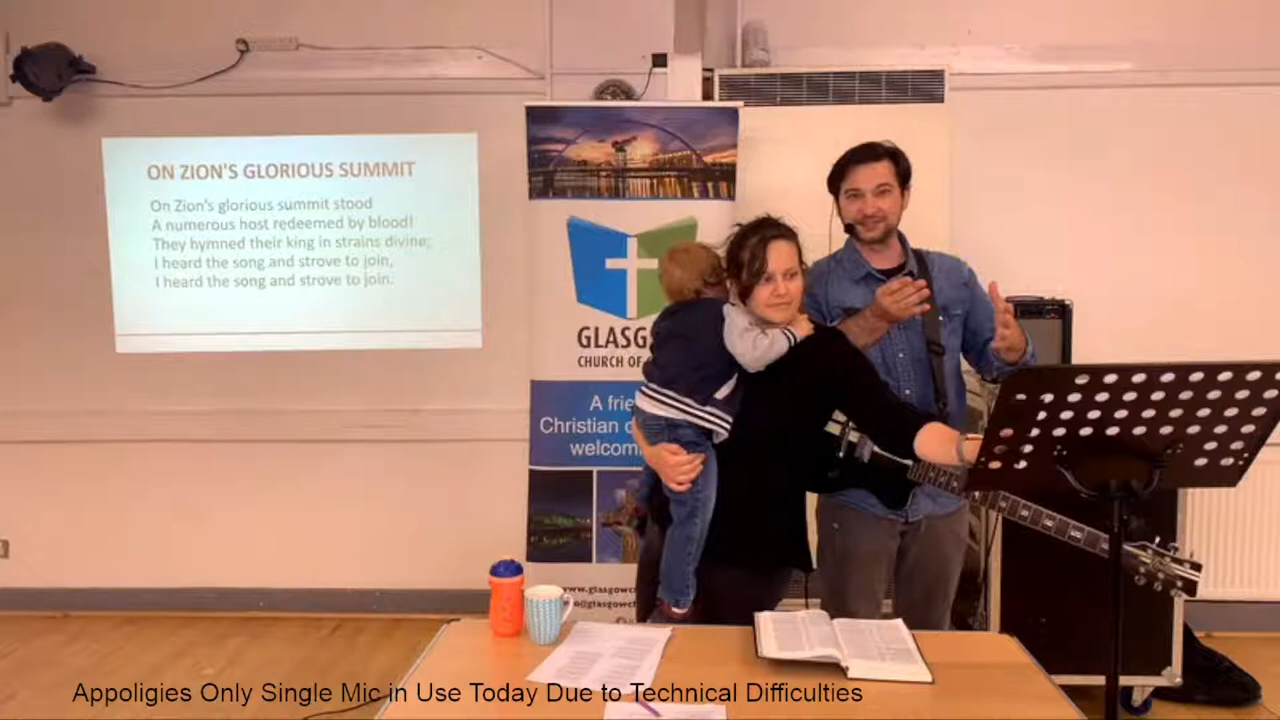 ON ZION'S GLORIOUS SUMMIT
On Zion's glorious summit stood
A numerous host redeemed by blood!
They hymned their king in strains divine;
I heard the song and strove to join,
I heard the song and strove to join.
GLASG
CHURCH OF
A frie
Christian
welcom
www.glasgowc
Appoligies Only Single Mic in Use Today Due to Technical Difficulties